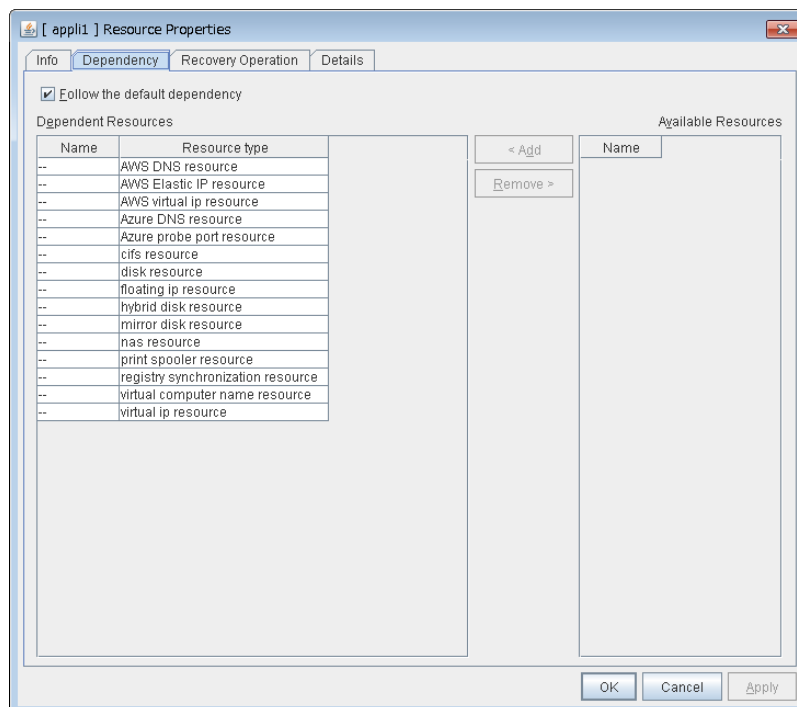 [ appli1 ] Resource Properties
Info Dependency Recovery Operation Details
Follow the default dependency
Dependent Resources Available Resources
Name Resource type < Add Name
-- AWS DNS resource
-- AWS Elastic IP resource Remove >
-- AWS virtual ip resource
-- Azure DNS resource
-- Azure probe port resource
-- cifs resource
-- disk resource
-- floating ip resource
-- hybrid disk resource
-- mirror disk resource
-- nas resource
-- print spooler resource
-- registry synchronization resource
-- virtual computer name resource
-- virtual ip resource
OK Cancel Apply